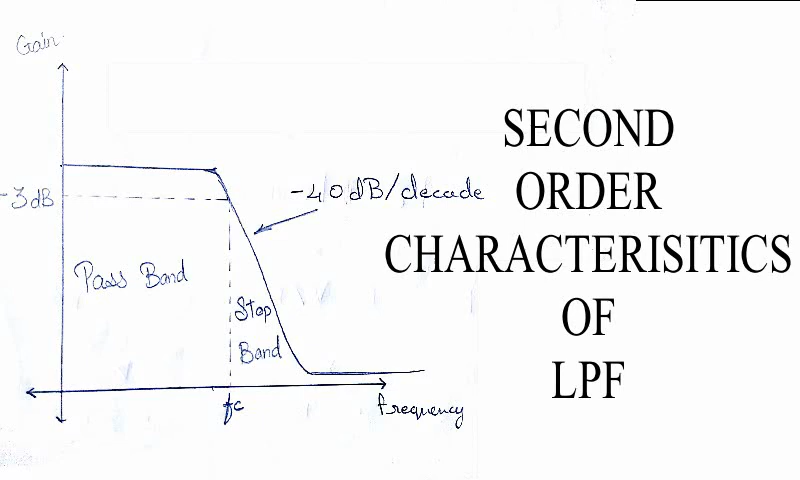 Gain
-3dB
-40dB/decade
Pass Band
Stop
Band
fc
frequency
SECOND
ORDER
CHARACTERISITICS
OF
LPF